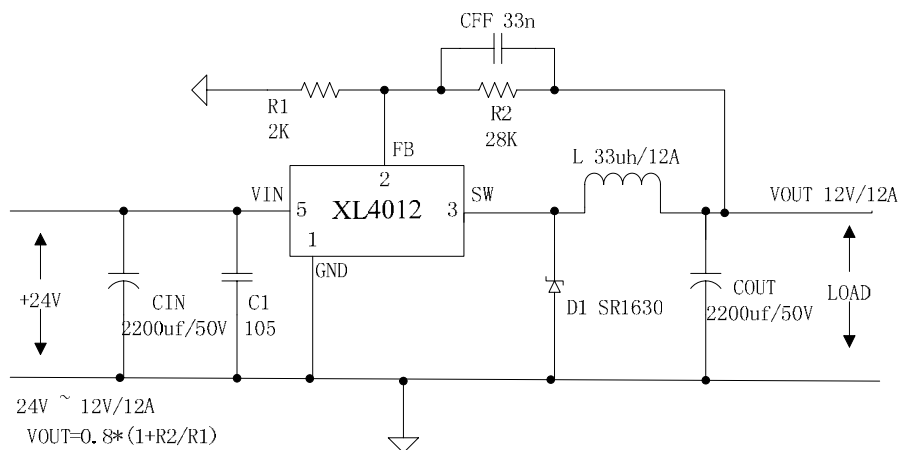 CFF 33n
R1
2K
R2
28K
FB
L 33uh/12A
VIN
2
SW
VOUT 12V/12A
5
XL4012
3
1
GND
+24V
CIN
2200uf/50V
C1
105
D1 SR1630
COUT
2200uf/50V
LOAD
24V ~ 12V/12A
VOUT=0.8*(1+R2/R1)